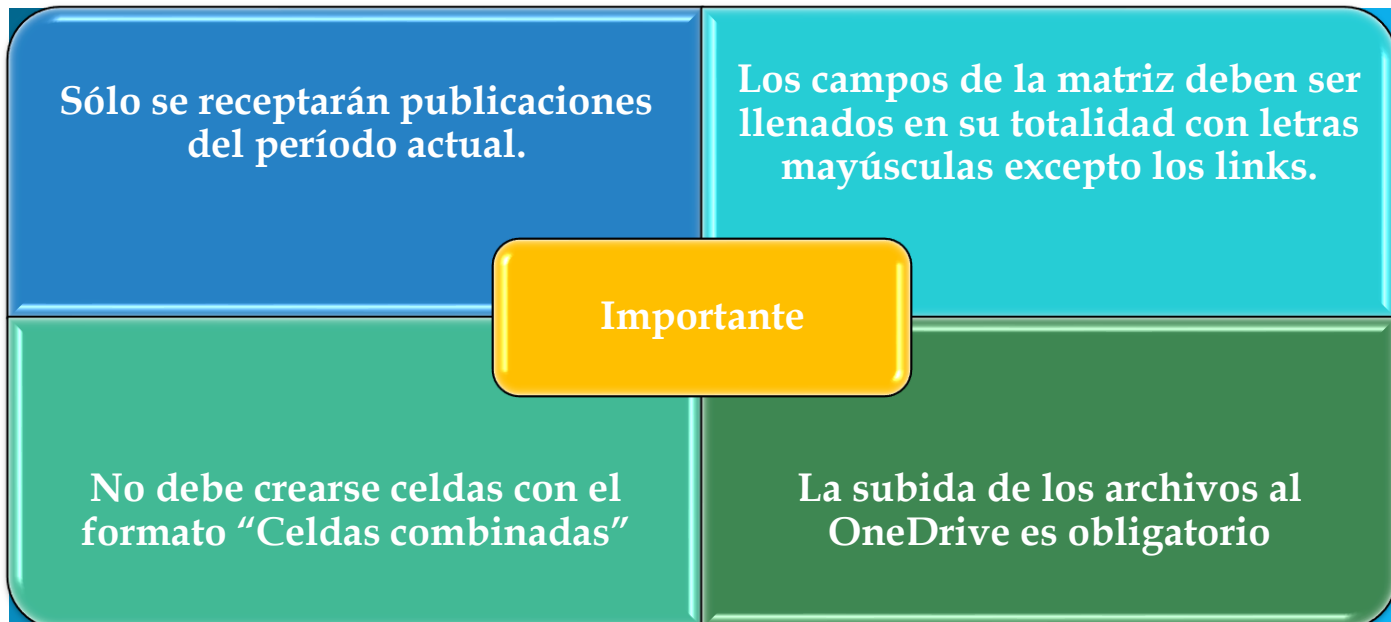 Sólo se receptarán publicaciones
del período actual.
Los campos de la matriz deben ser
llenados en su totalidad con letras
mayúsculas excepto los links.
Importante
No debe crearse celdas con el
formato “Celdas combinadas”
La subida de los archivos al
OneDrive es obligatorio